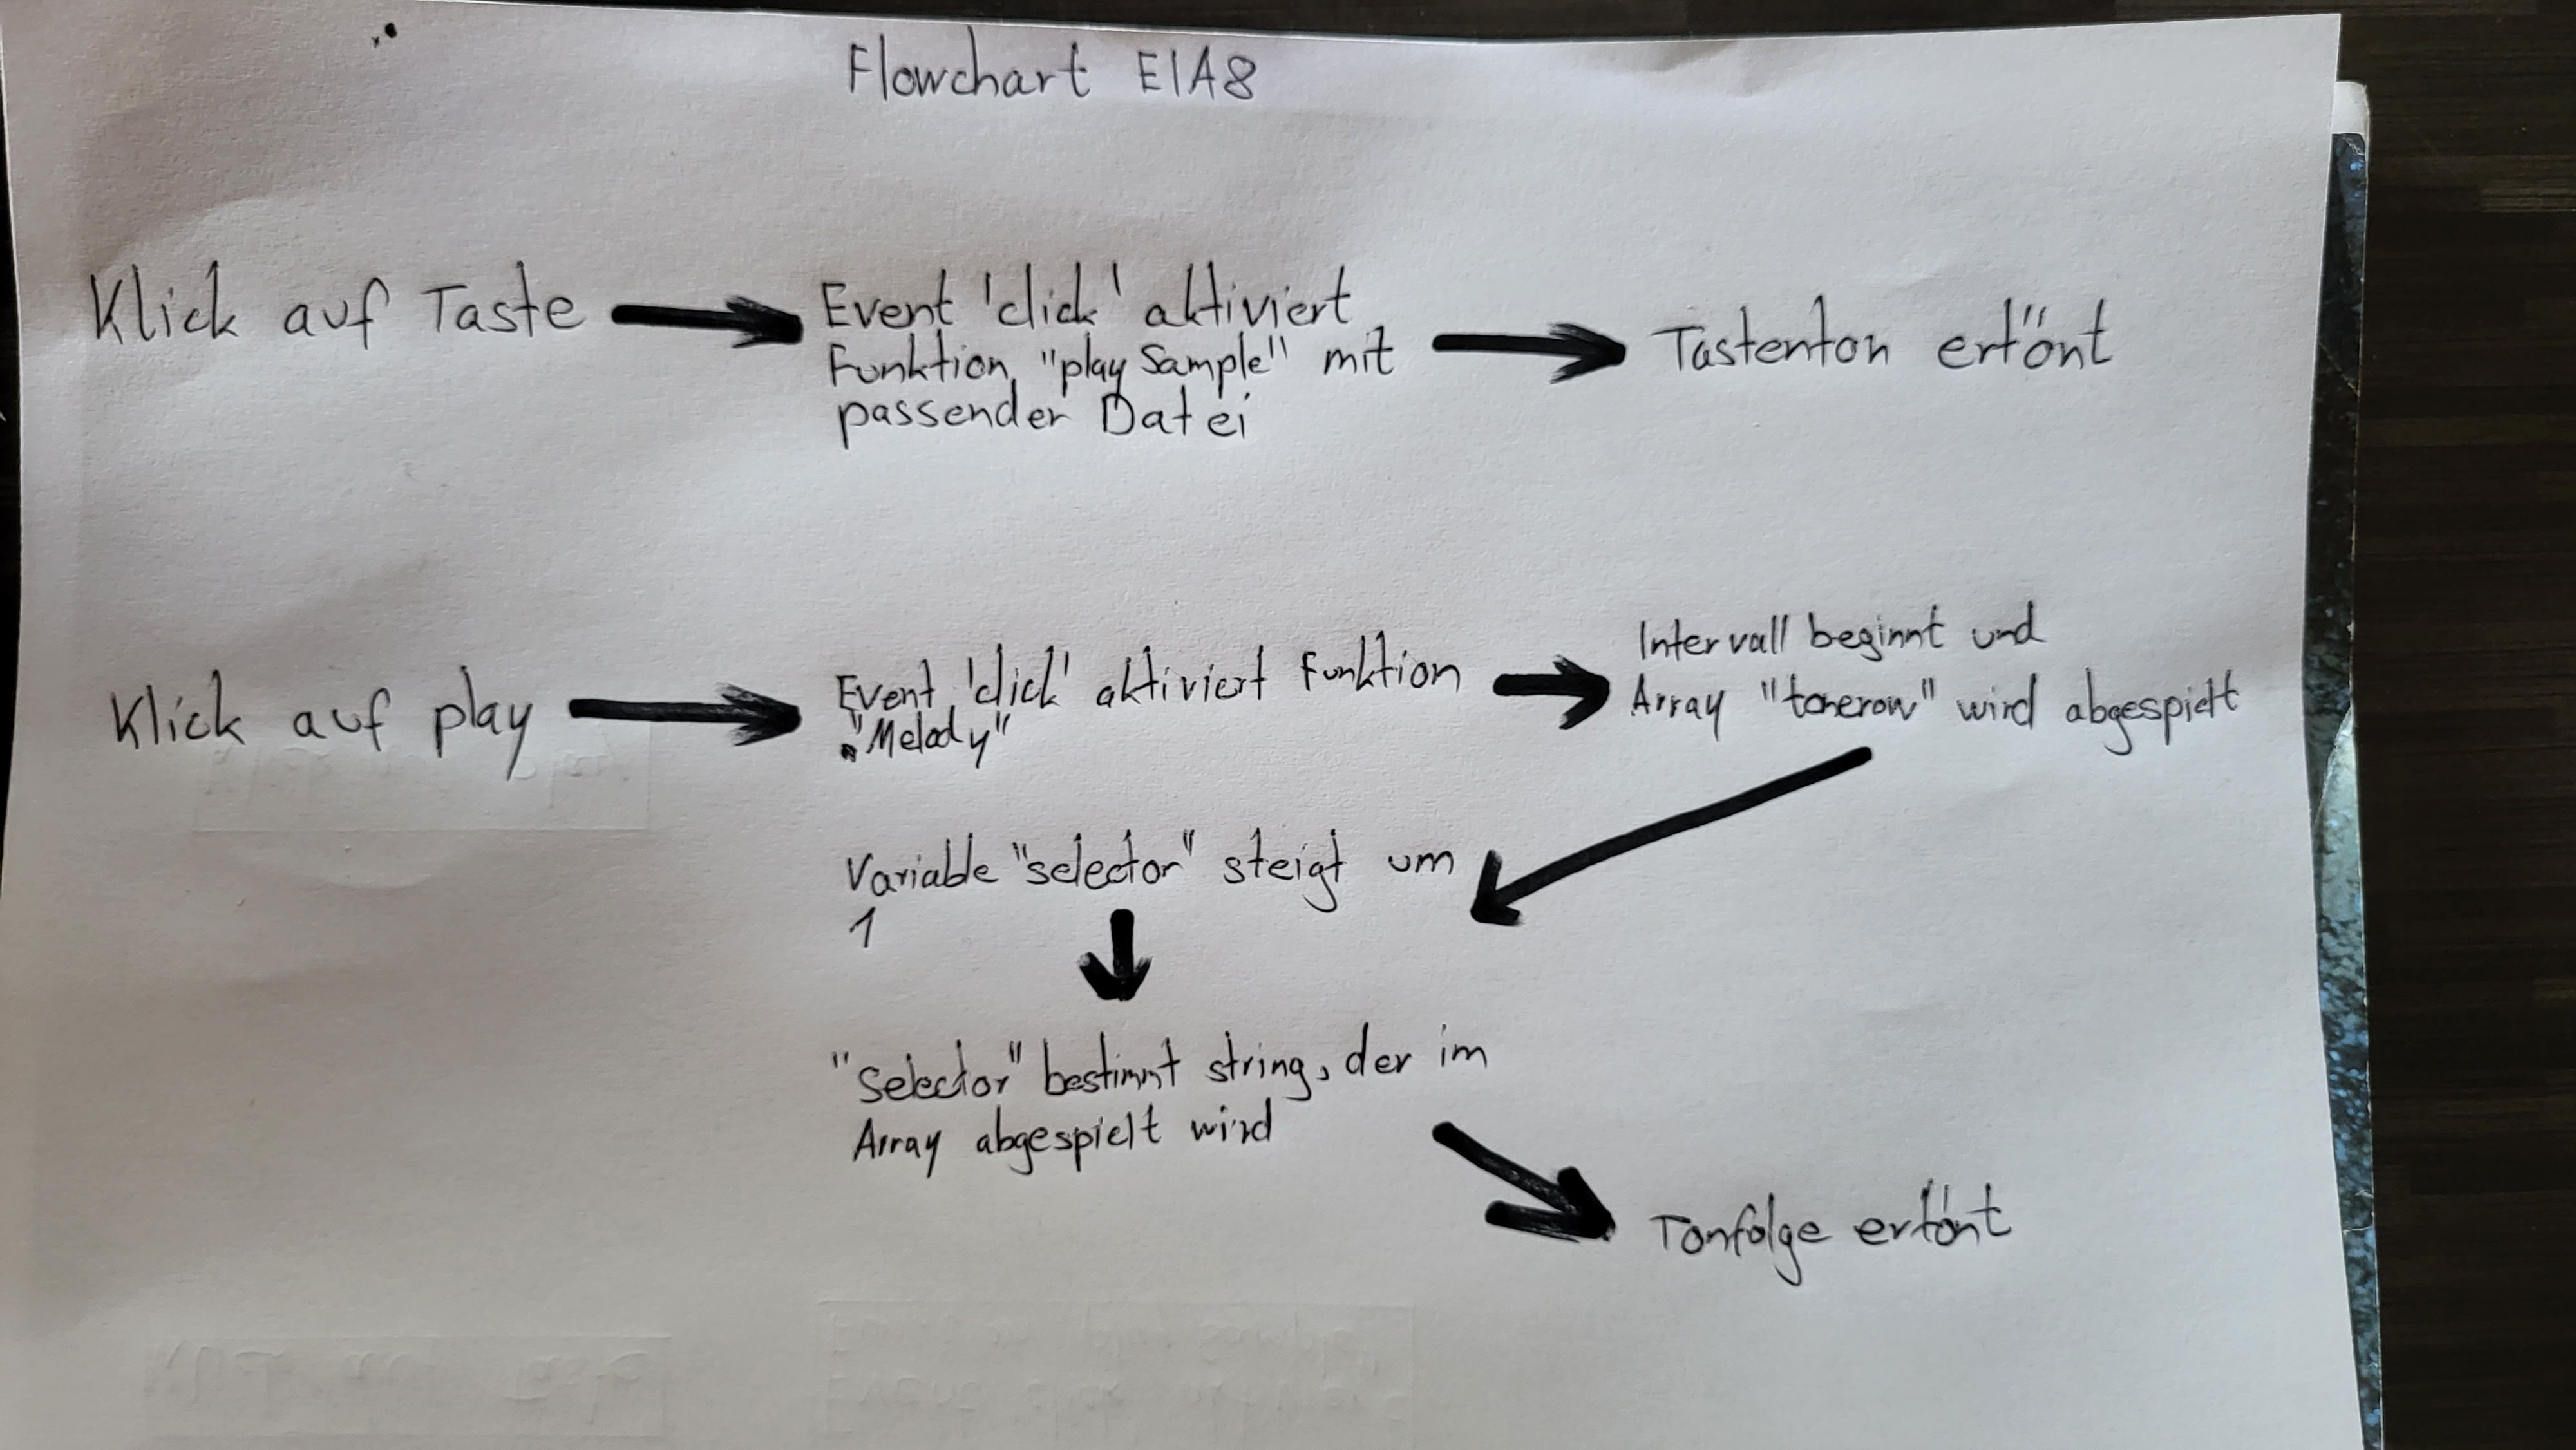 Flowchart EIA8
Klick auf Taste
Event 'click' aktiviert
Funktion "play Sample" mit
passender Datei
Tastenton ertönt
Klick auf play
Event 'click' aktiviert Funktion
"Melody"
Intervall beginnt und
Array "tonerow" wird abgespielt
Variable "selector" steigt um
1
"selector" bestimmt string, der im
Array abgespielt wird
Tonfolge ertönt